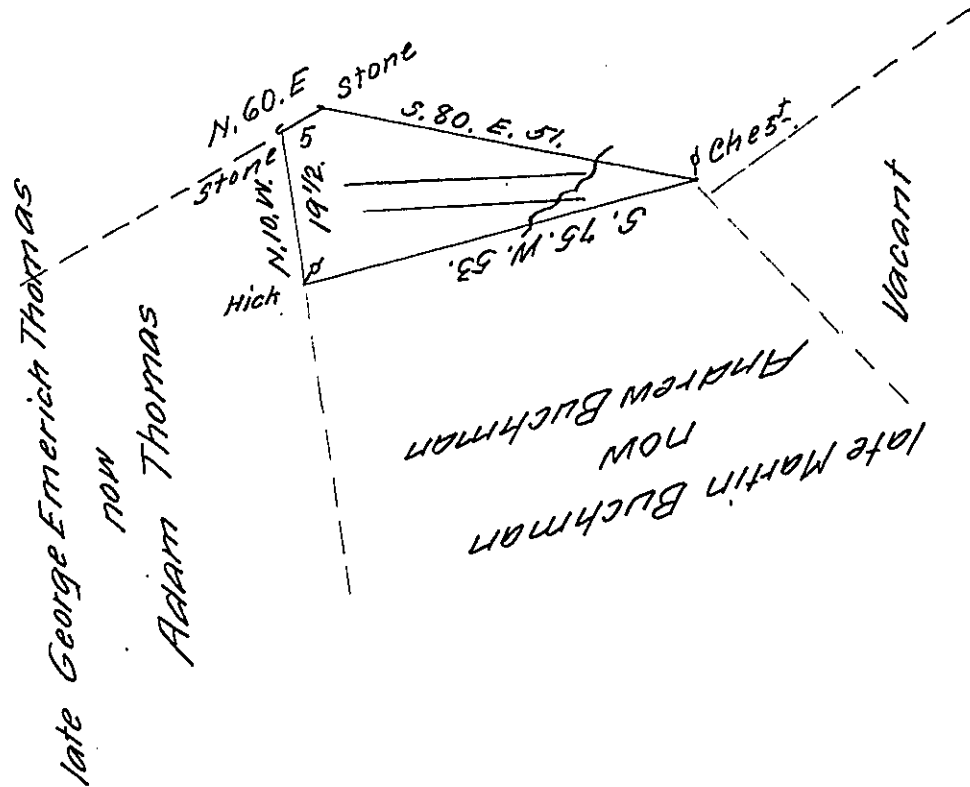 N. 60. E
Stone
S. 80. E. 51.
Ches.t
5
Stone
N. 10. W.
19 1/2.
S. 75. W. 53.
Hick
Vacant
late George Emerich Thomas
now
Adam Thomas
late Martin Buchman
now
Andrew Buchman